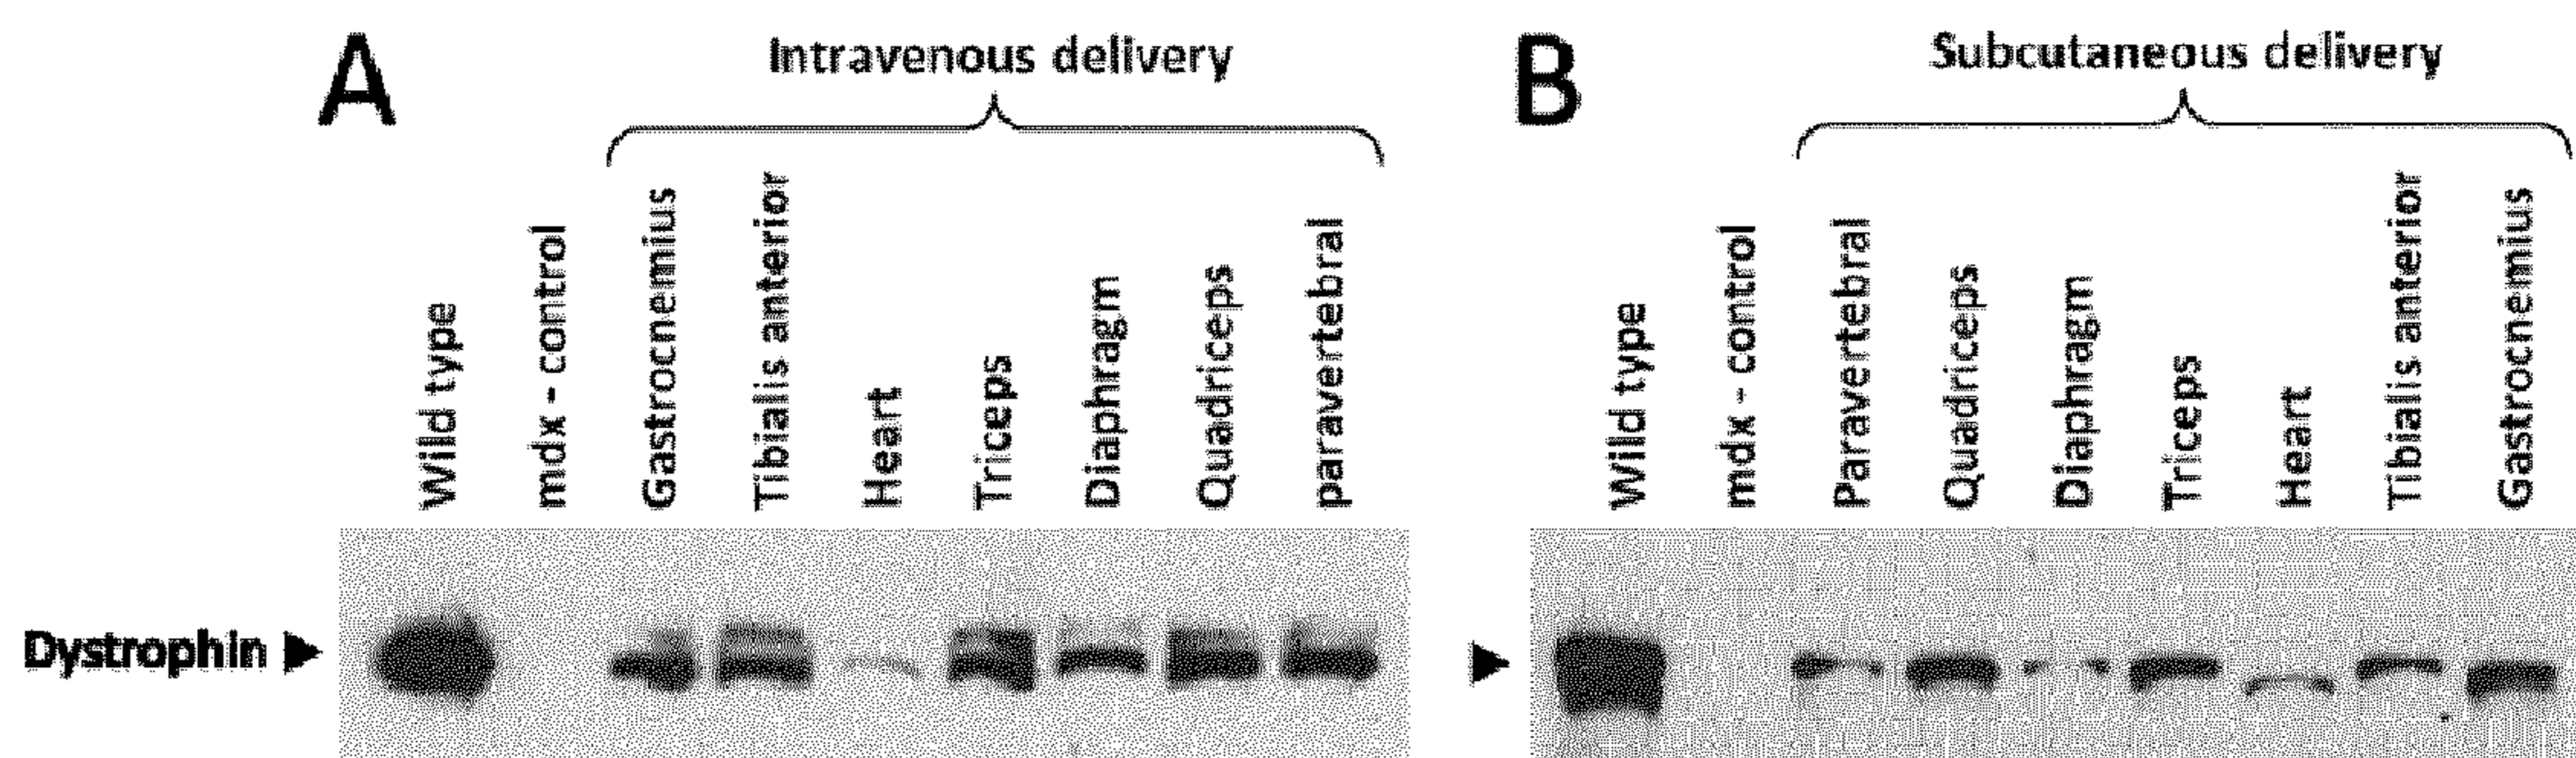 A
Intravenous delivery
Wild type
mdx - control
Gastrocnemius
Tibialis anterior
Heart
Triceps
Diaphragm
Quadriceps
paravertebral
Dystrophin
B
Subcutaneous delivery
Wild type
mdx - control
Paravertebral
Quadriceps
Diaphragm
Triceps
Heart
Tibialis anterior
Gastrocnemius